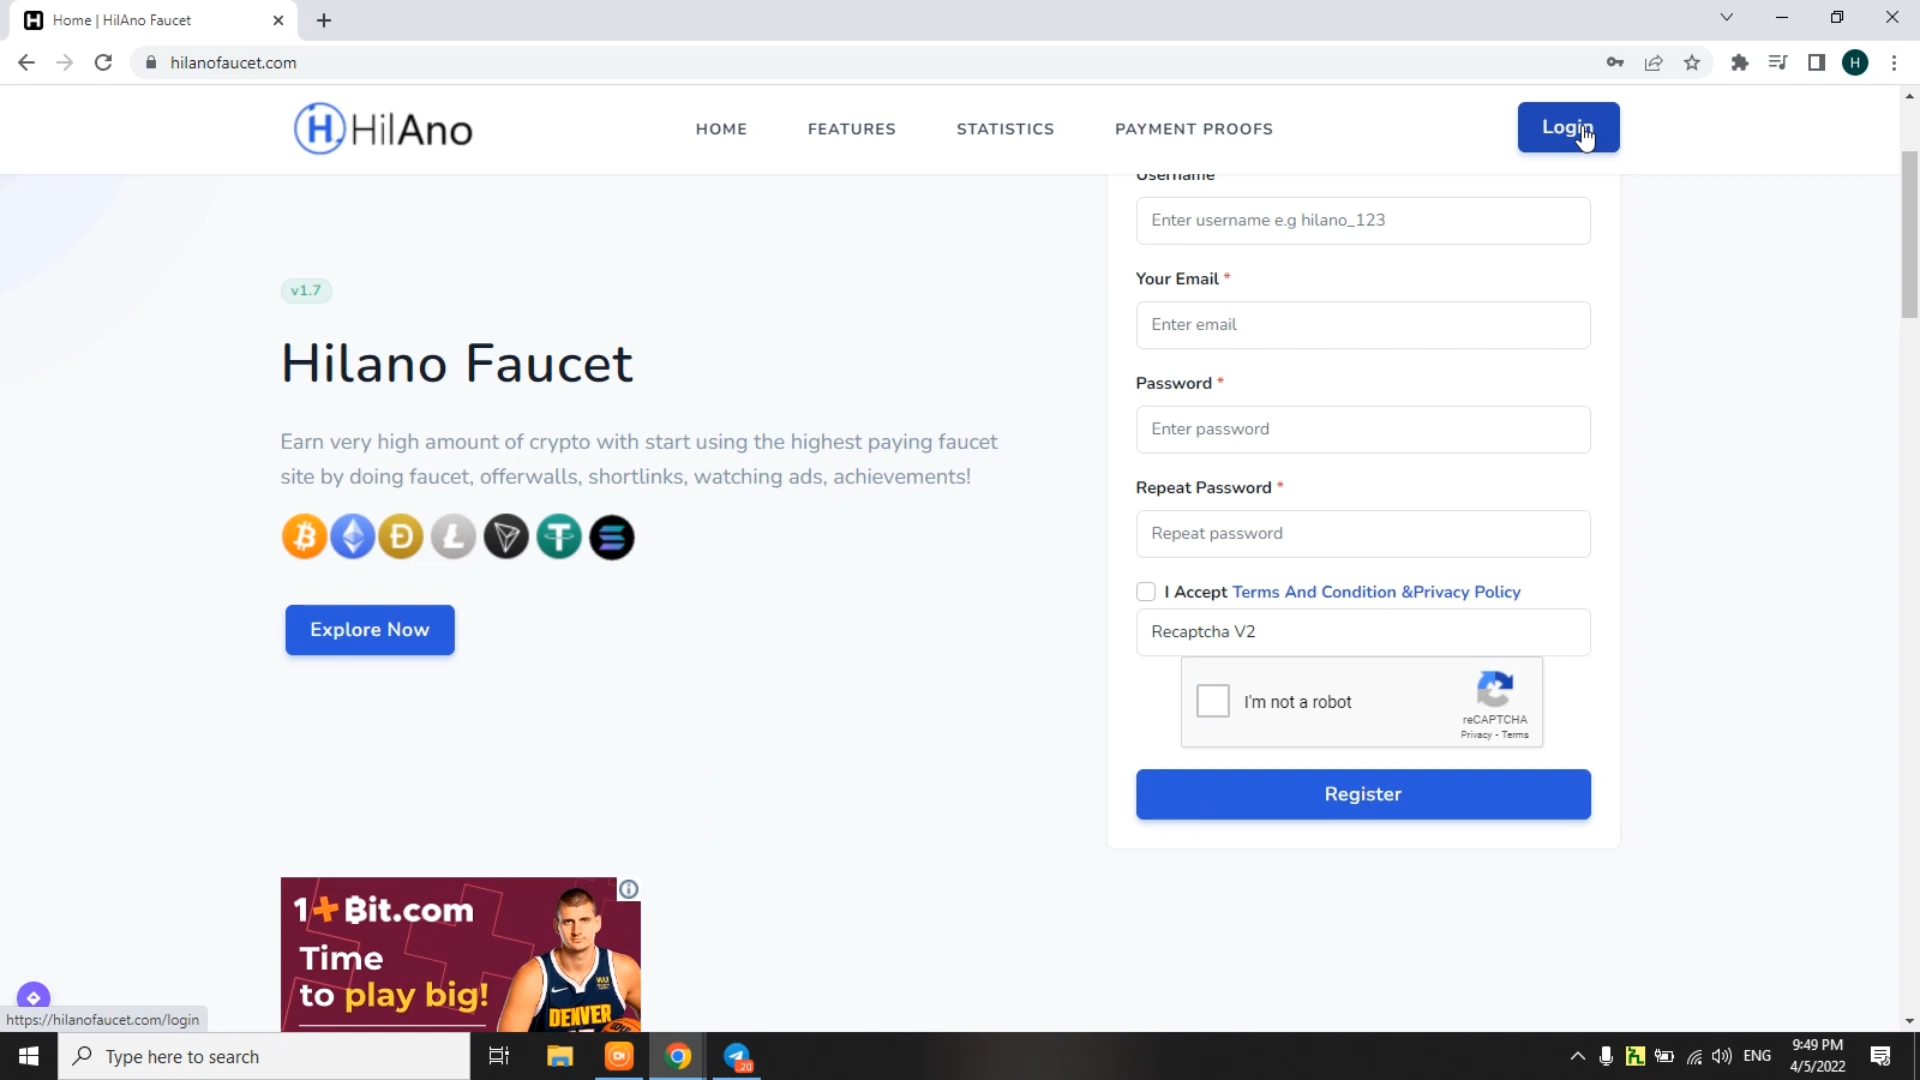 Home | HilAno Faucet
hilanofaucet.com
H
H HilAno
HOME
FEATURES
STATISTICS
PAYMENT PROOFS
Login
Username
Enter username e.g hilano_123
Your Email *
Enter email
Password *
Enter password
Repeat Password *
Repeat password
I Accept Terms And Condition &Privacy Policy
Recaptcha V2
I'm not a robot
reCAPTCHA
Privacy - Terms
Register
v1.7
Hilano Faucet
Earn very high amount of crypto with start using the highest paying faucet
site by doing faucet, offerwalls, shortlinks, watching ads, achievements!
Explore Now
1+Bit.com
Time
to play big!
DENVER
https://hilanofaucet.com/login
Type here to search
20
ENG
9:49 PM
4/5/2022